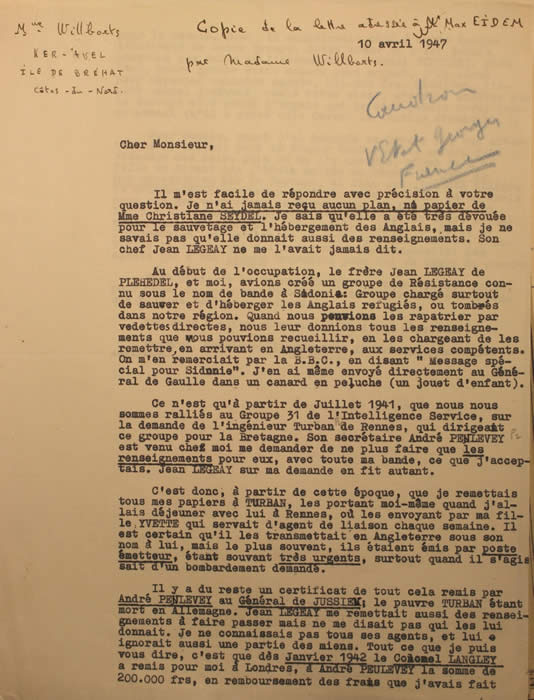 Mme Willborts
KER-AVEL
ÎLE DE BRÉHAT
Côtes-du-Nord.
Copie de la lettre adressée à Mr Max EIDEM
10 avril 1947
par Madame Willborts.
Georges
France
Cher Monsieur,
Il m'est facile de répondre avec précision à votre
question. Je n'ai jamais reçu aucun plan, ni papier de
Mme Christiane SEYDEL. Je sais qu'elle a été très dévouée
pour le sauvetage et l'hébergement des Anglais, mais je ne
savais pas qu'elle donnait aussi des renseignements. Son
chef Jean LEGEAY ne me l'avait jamais dit.
Au début de l'occupation, le frère Jean LEGEAY de
PLEHEDEL, et moi, avions créé un groupe de Résistance con-
nu sous le nom de bande à Sidonie: Groupe chargé surtout
de sauver et d'héberger les Anglais refugiés, ou tombés
dans notre région. Quand nous pouvions les rapatrier par
vedettes directes, nous leur donnions tous les renseigne-
ments que nous pouvions recueillir, en les chargeant de les
remettre, en arrivant en Angleterre, aux services compétents.
On m'en remerciait par la B.B.C., en disant " Message spé-
cial pour Sidonie". J'en ai même envoyé directement au Géné-
ral de Gaulle dans un canard en peluche (un jouet d'enfant).
Ce n'est qu'à partir de Juillet 1941, que nous nous
sommes ralliés au Groupe 31 de l'Intelligence Service, sur
la demande de l'ingénieur Turban de Rennes, qui dirigeait
ce groupe pour la Bretagne. Son secrétaire André PENLEVEY
est venu chez moi me demander de ne plus faire que les
renseignements pour eux, avec toute ma bande, ce que j'accep-
tais. Jean LEGEAY sur ma demande en fit autant.
C'est donc, à partir de cette époque, que je remettais
tous mes papiers à TURBAN, les portant moi-même quand j'al-
lais déjeuner avec lui à Rennes, où les envoyant par ma fil-
le YVETTE qui servait d'agent de liaison chaque semaine. Il
est certain qu'il les transmettait en Angleterre sous son
nom à lui, mais le plus souvent, ils étaient émis par poste
émetteur, étant souvant très urgents, surtout quand il s'agis
sait d'un bombardement demandé.
Il y a du reste un certificat de tout cela remis par
André PENLEVEY au Général de JUSSIEM, le pauvre TURBAN étant
mort en Allemagne. Jean LEGEAY me remettait aussi des rensei-
gnements à faire passer mais ne me disait pas qui les lui
donnait. Je ne connaissais pas tous ses agents, et lui
ignorait aussi une partie des miens. Tout ce que je puis
vous dire, c'est que dès Janvier 1942 le Colonel LANGLEY
a remis pour moi à Londres, à André PEULEVEY la somme de
200.000 frs, en remboursement des frais que j'avais fait